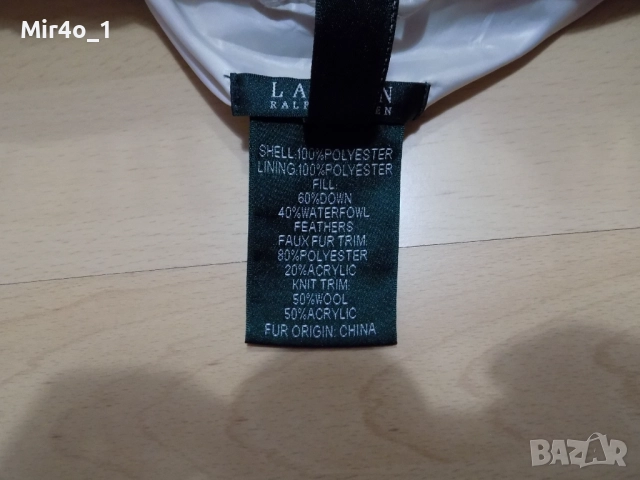 Mir4o_1
SHELL:100%POLYESTER
LINING:100%POLYESTER
FILL:
60%DOWN
40%WATERFOWL
FEATHERS
FAUX FUR TRIM:
80%POLYESTER
20%ACRYLIC
KNIT TRIM:
50%WOOL
50%ACRYLIC
FUR ORIGIN: CHINA
BAZAR